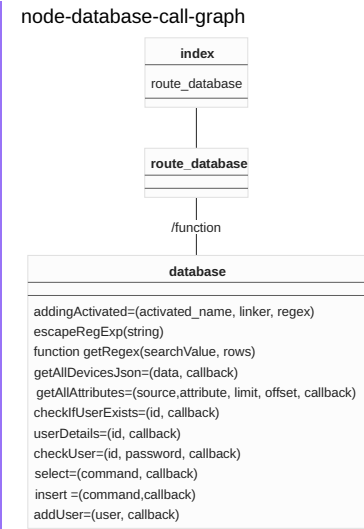 node-database-call-graph
index
route_database
route_database
/function
database
addingActivated=(activated_name, linker, regex)
escapeRegExp(string)
function getRegex(searchValue, rows)
getAllDevicesJson=(data, callback)
getAllAttributes=(source,attribute, limit, offset, callback)
checkIfUserExists=(id, callback)
userDetails=(id, callback)
checkUser=(id, password, callback)
select=(command, callback)
insert =(command,callback)
addUser=(user, callback)